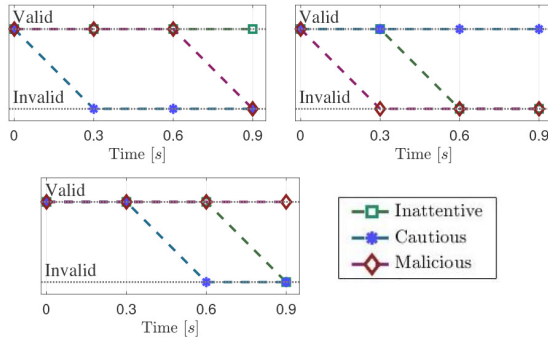 Valid
Invalid
0 0.3 0.6 0.9
Time [s]
Valid
Invalid
0 0.3 0.6 0.9
Time [s]
Valid
Invalid
0 0.3 0.6 0.9
Time [s]
Inattentive
Cautious
Malicious